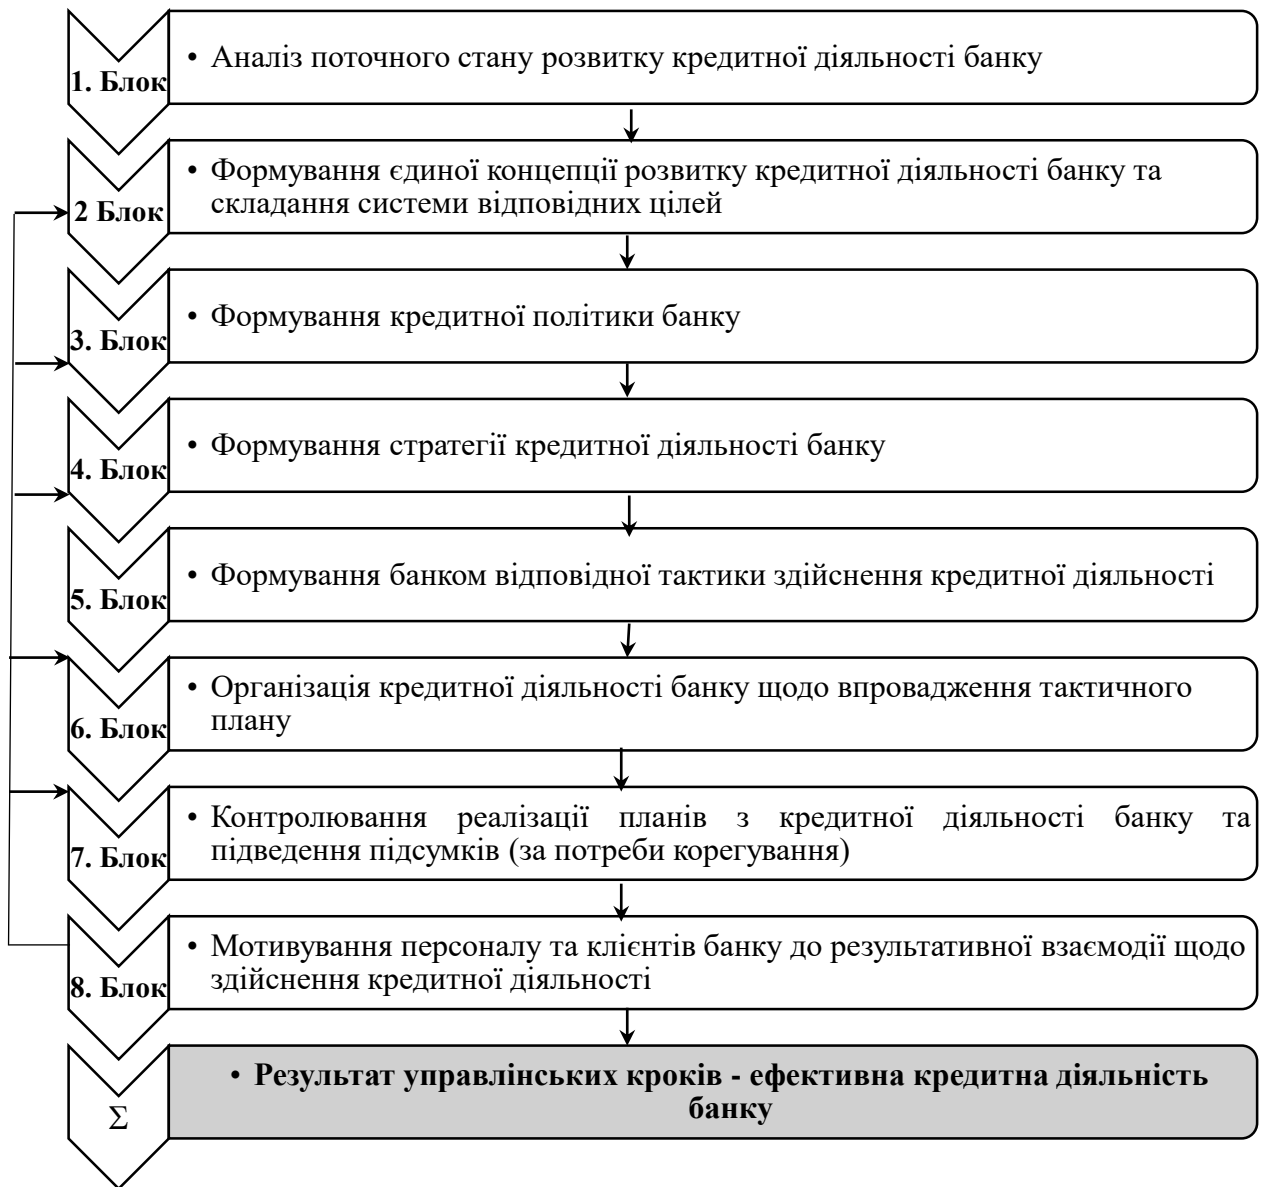 1. Блок
• Аналіз поточного стану розвитку кредитної діяльності банку
2 Блок
• Формування єдиної концепції розвитку кредитної діяльності банку та
складання системи відповідних цілей
3. Блок
• Формування кредитної політики банку
4. Блок
• Формування стратегії кредитної діяльності банку
5. Блок
• Формування банком відповідної тактики здійснення кредитної діяльності
6. Блок
• Організація кредитної діяльності банку щодо впровадження тактичного
плану
7. Блок
• Контролювання реалізації планів з кредитної діяльності банку та
підведення підсумків (за потреби корегування)
8. Блок
• Мотивування персоналу та клієнтів банку до результативної взаємодії щодо
здійснення кредитної діяльності
Σ
• Результат управлінських кроків - ефективна кредитна діяльність
банку